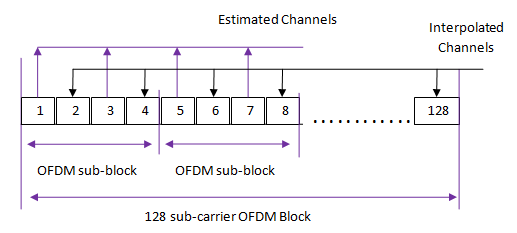 Estimated Channels
Interpolated
Channels
1 2 3 4 5 6 7 8 ............ 128
OFDM sub-block OFDM sub-block
128 sub-carrier OFDM Block